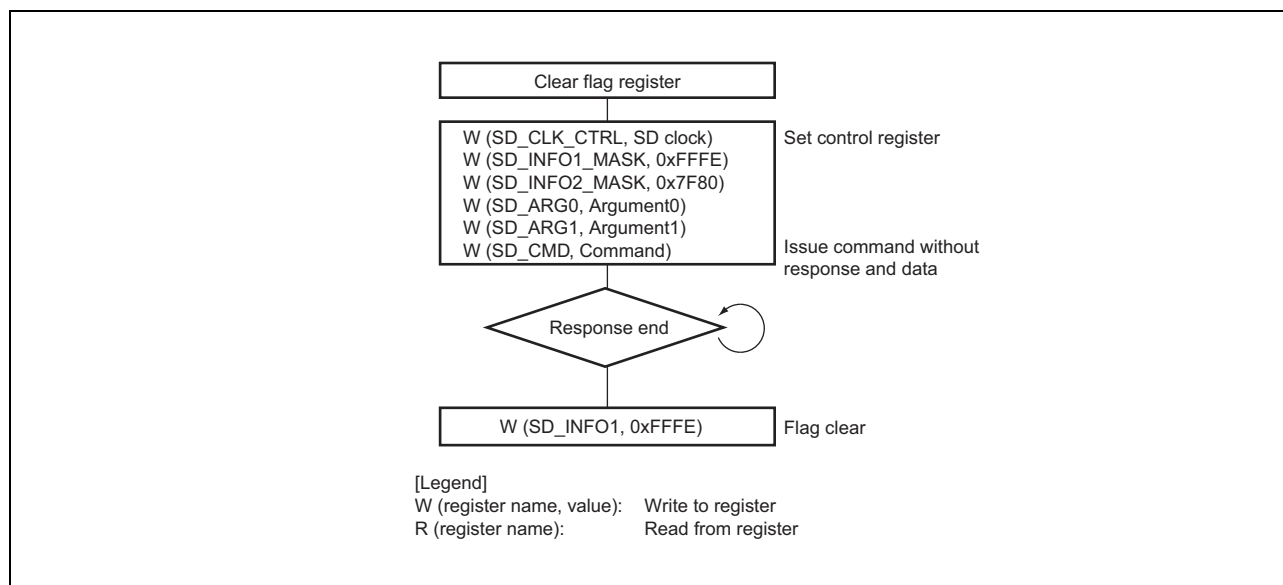 Clear flag register
W (SD_CLK_CTRL, SD clock)
Set control register
W (SD_INFO1_MASK, 0xFFFE)
W (SD_INFO2_MASK, 0x7F80)
W (SD_ARG0, Argument0)
W (SD_ARG1, Argument1)
W (SD_CMD, Command)
Issue command without
response and data
Response end
W (SD_INFO1, 0xFFFE)
Flag clear
[Legend]
W (register name, value): Write to register
R (register name): Read from register